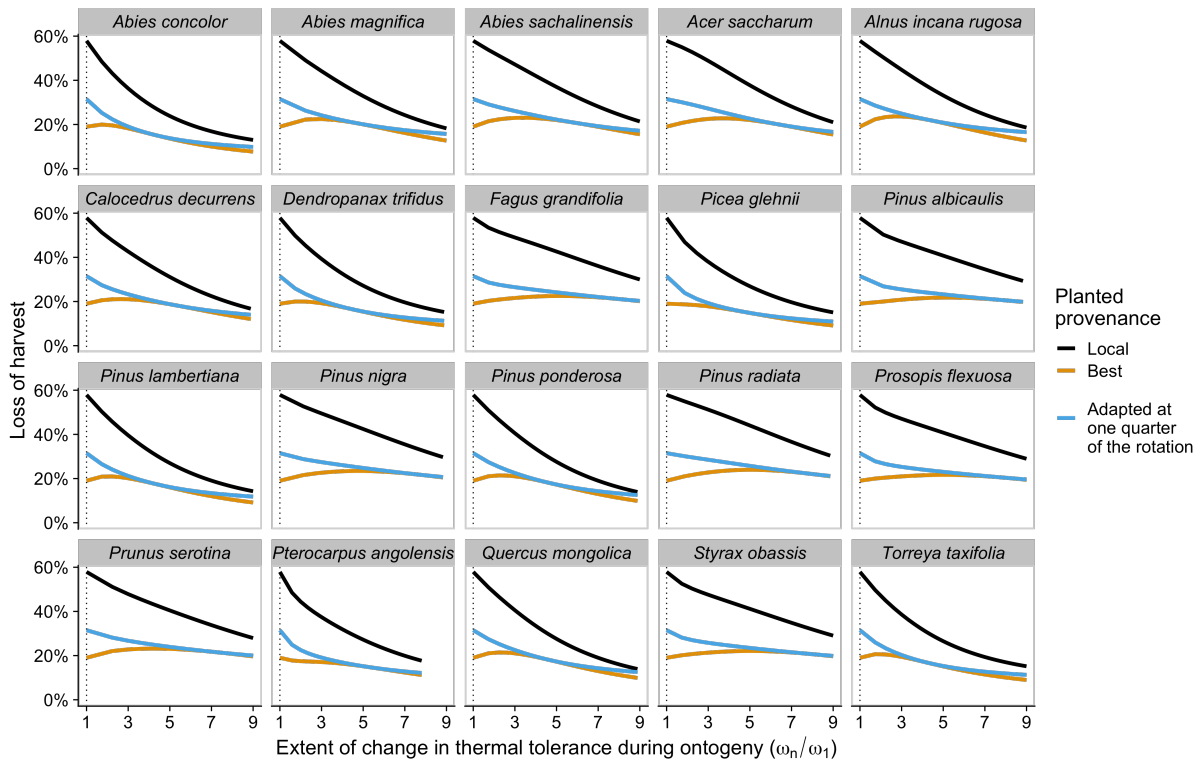 Abies concolor Abies magnifica Abies sachalinensis Acer saccharum Alnus incana rugosa
60%
40%
20%
0%
Calocedrus decurrens Dendropanax trifidus Fagus grandifolia Picea glehnii Pinus albicaulis
60%
40%
20%
0%
Pinus lambertiana Pinus nigra Pinus ponderosa Pinus radiata Prosopis flexuosa
60%
40%
20%
0%
Prunus serotina Pterocarpus angolensis Quercus mongolica Styrax obassis Torreya taxifolia
60%
40%
20%
0%
1 3 5 7 9 1 3 5 7 9 1 3 5 7 9 1 3 5 7 9 1 3 5 7 9
Extent of change in thermal tolerance during ontogeny (ωn/ω1)
Loss of harvest
Planted
provenance
Local
Best
Adapted at
one quarter
of the rotation